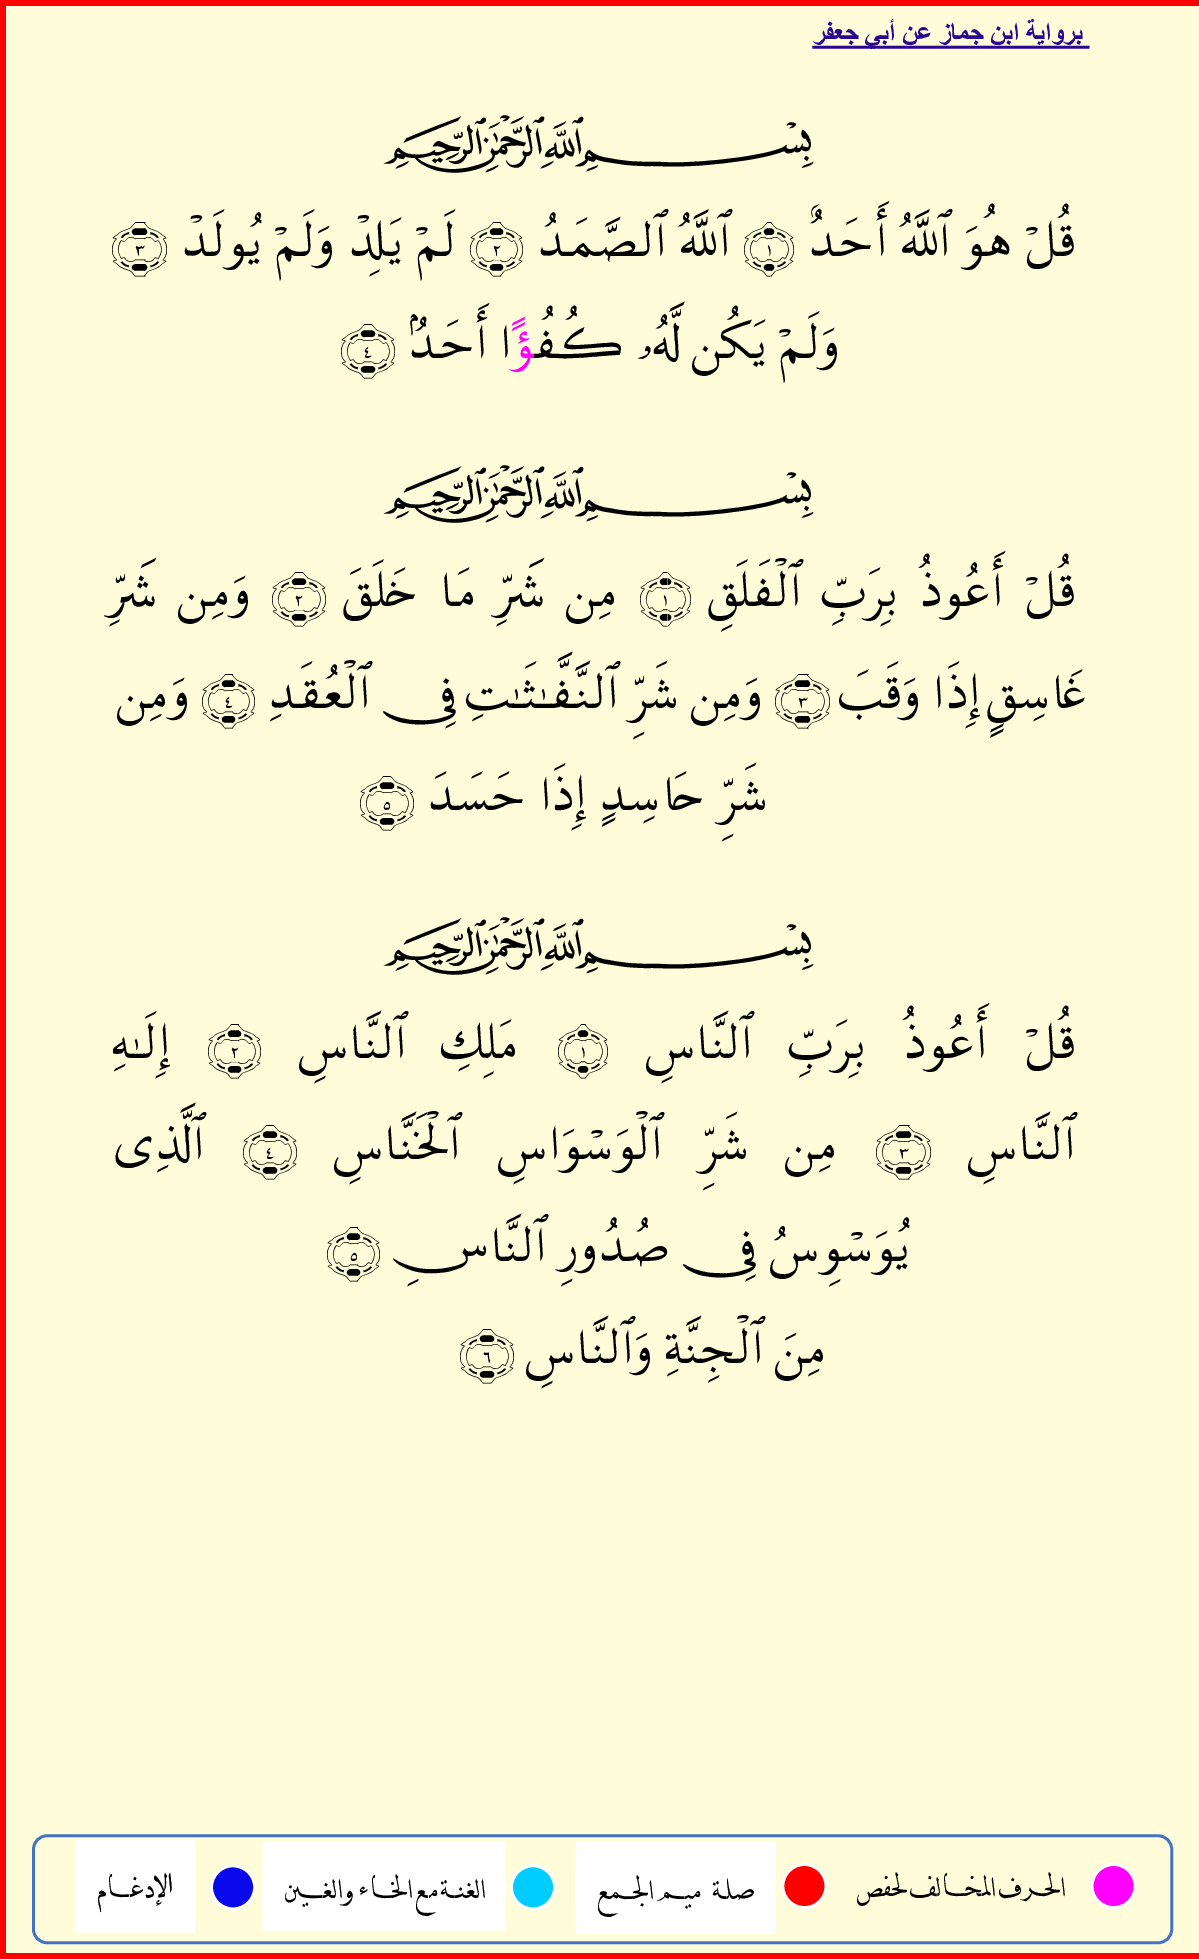 برواية ابن جماز عن أبي جعفر
بِسْمِ ٱللَّهِ ٱلرَّحْمَٰنِ ٱلرَّحِيمِ
قُلْ هُوَ ٱللَّهُ أَحَدٌ ١ ٱللَّهُ ٱلصَّمَدُ ٢ لَمْ يَلِدْ وَلَمْ يُولَدْ ٣
وَلَمْ يَكُن لَّهُۥ كُفُؤًا أَحَدُۢ ٤
بِسْمِ ٱللَّهِ ٱلرَّحْمَٰنِ ٱلرَّحِيمِ
قُلْ أَعُوذُ بِرَبِّ ٱلْفَلَقِ ١ مِن شَرِّ مَا خَلَقَ ٢ وَمِن شَرِّ
غَاسِقٍ إِذَا وَقَبَ ٣ وَمِن شَرِّ ٱلنَّفَّـٰثَـٰتِ فِى ٱلْعُقَدِ ٤ وَمِن
شَرِّ حَاسِدٍ إِذَا حَسَدَ ٥
بِسْمِ ٱللَّهِ ٱلرَّحْمَٰنِ ٱلرَّحِيمِ
قُلْ أَعُوذُ بِرَبِّ ٱلنَّاسِ ١ مَلِكِ ٱلنَّاسِ ٢ إِلَـٰهِ
ٱلنَّاسِ ٣ مِن شَرِّ ٱلْوَسْوَاسِ ٱلْخَنَّاسِ ٤ ٱلَّذِى
يُوَسْوِسُ فِى صُدُورِ ٱلنَّاسِ ٥
مِنَ ٱلْجِنَّةِ وَٱلنَّاسِ ٦
الحرف المخالف لحفص صلة ميم الجمع الغنة مع الخاء والغين الإدغام